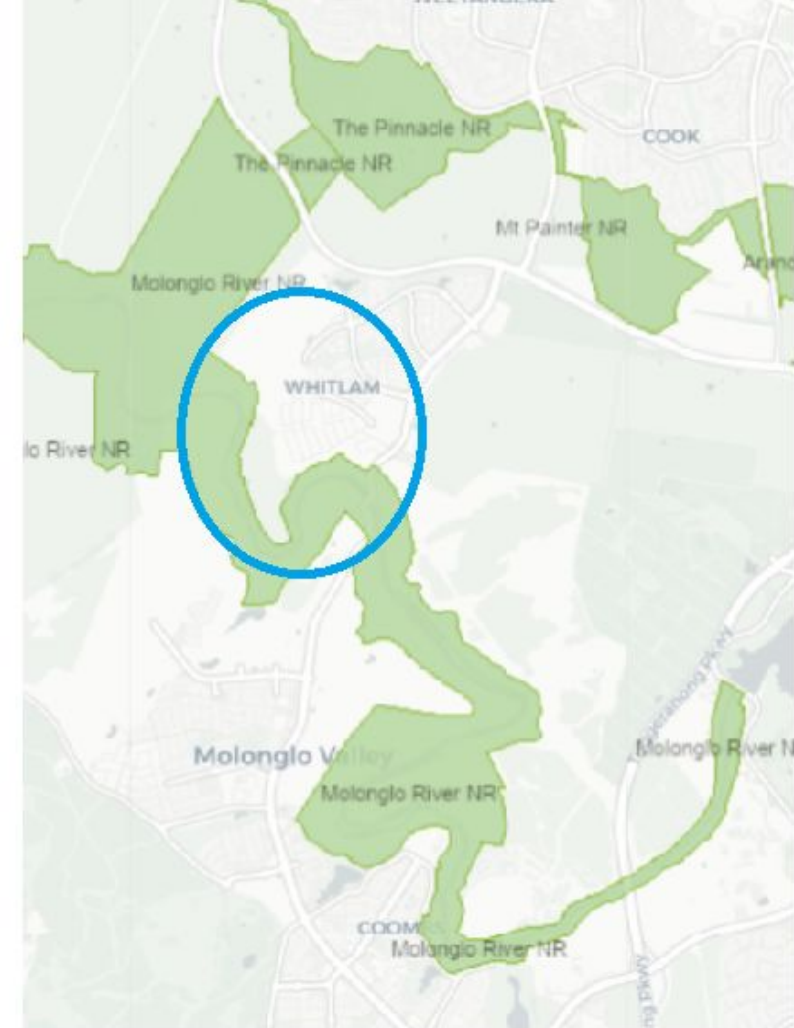 The Pinnacle NR
COOK
The Pinnacle NR
Mt Painter NR
Molonglo River NR
WHITLAM
River NR
Molonglo Valley
Molonglo River
Molonglo River NR
COOM
Molonglo River NR